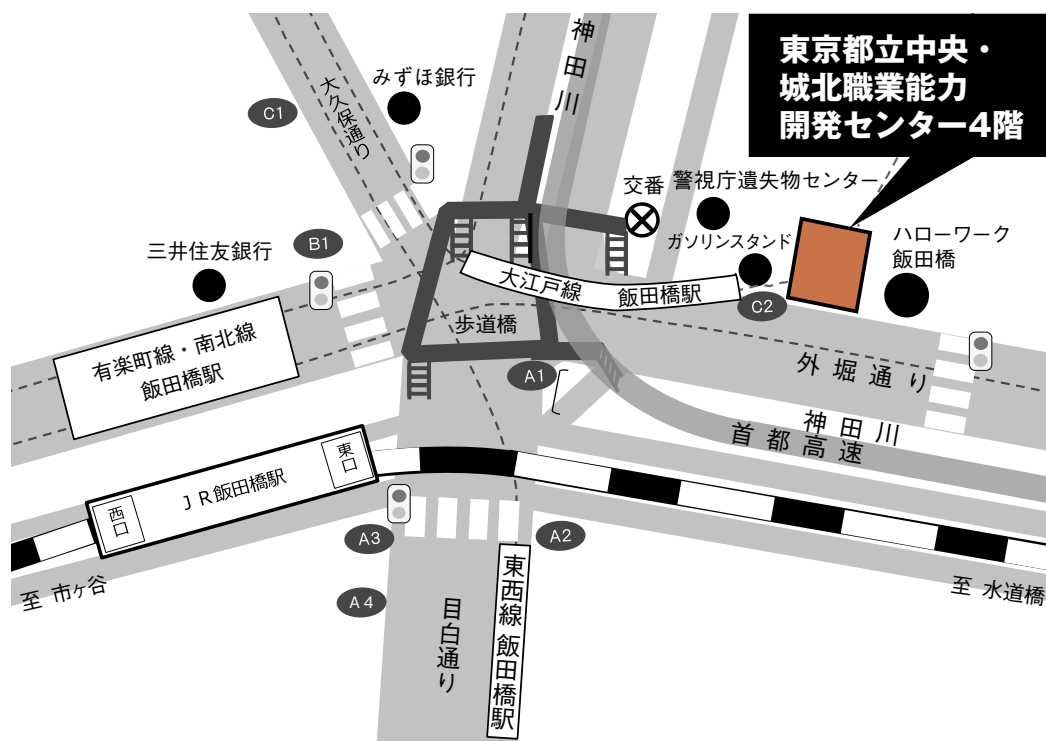 東京都立中央・
城北職業能力
開発センター4階
神田川
みずほ銀行
大久保通り
C1
交番
警視庁遺失物センター
ガソリンスタンド
ハローワーク
飯田橋
B1
三井住友銀行
大江戸線 飯田橋駅
C2
歩道橋
有楽町線・南北線
飯田橋駅
A1
外堀通り
神田川
首都高速
東口
JR飯田橋駅
西口
A3
A2
A4
至 市ヶ谷
至 水道橋
目白通り
東西線 飯田橋駅